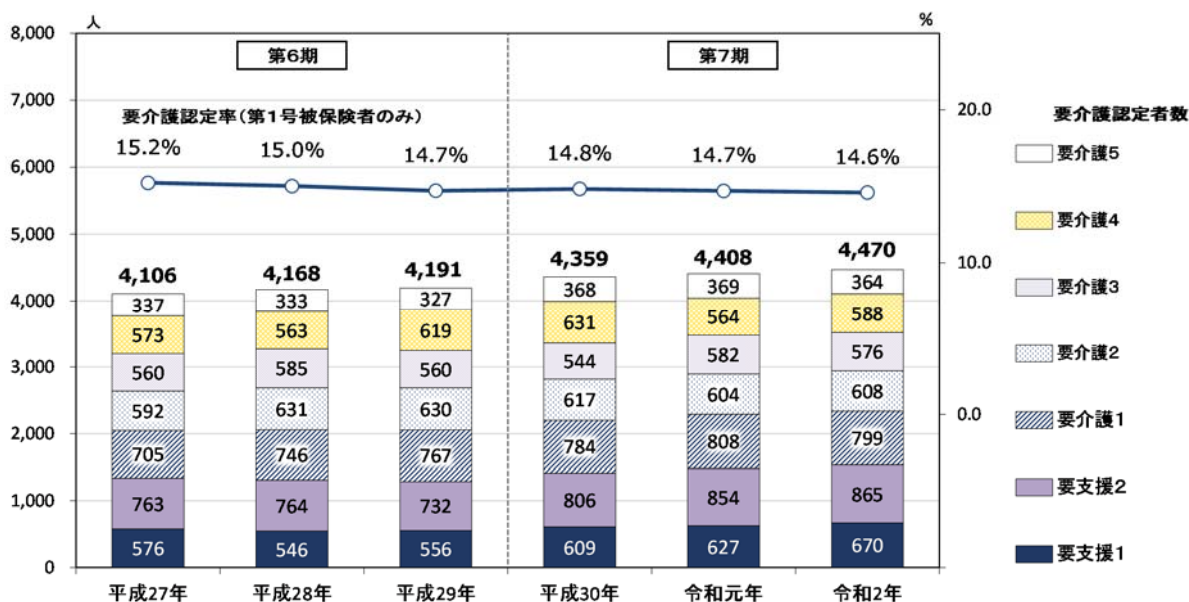 人 %
8,000
7,000
6,000
5,000
4,000
3,000
2,000
1,000
0
第6期 第7期
要介護認定率(第1号被保険者のみ)
15.2% 15.0% 14.7% 14.8% 14.7% 14.6%
4,106 4,168 4,191 4,359 4,408 4,470
337 333 327 368 369 364
573 563 619 631 564 588
560 585 560 544 582 576
592 631 630 617 604 608
705 746 767 784 808 799
763 764 732 806 854 865
576 546 556 609 627 670
平成27年 平成28年 平成29年 平成30年 令和元年 令和2年
20.0
10.0
0.0
要介護認定者数
要介護5
要介護4
要介護3
要介護2
要介護1
要支援2
要支援1